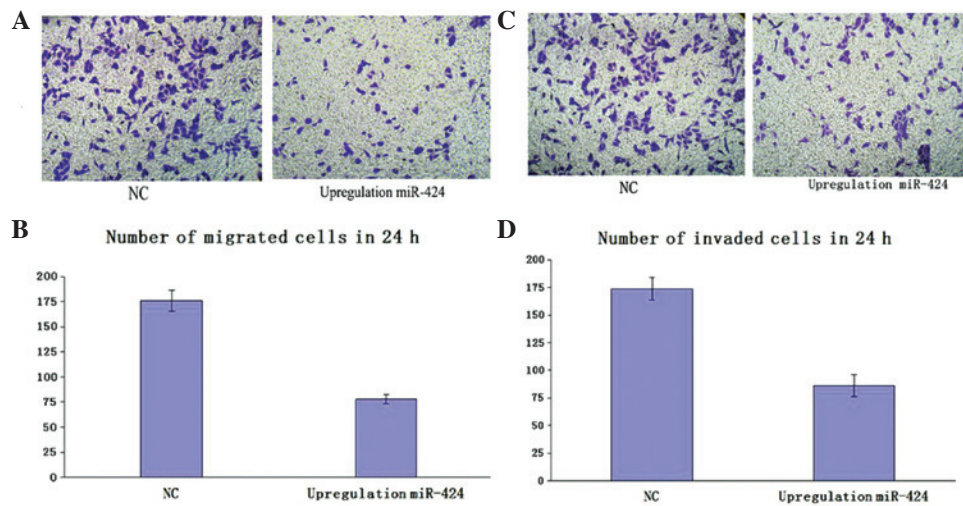 A
C
NC
Upregulation miR-424
NC
Upregulation miR-424
B
Number of migrated cells in 24 h
200
175
150
125
100
75
50
25
0
NC
Upregulation miR-424
D
Number of invaded cells in 24 h
200
175
150
125
100
75
50
25
0
NC
Upregulation miR-424